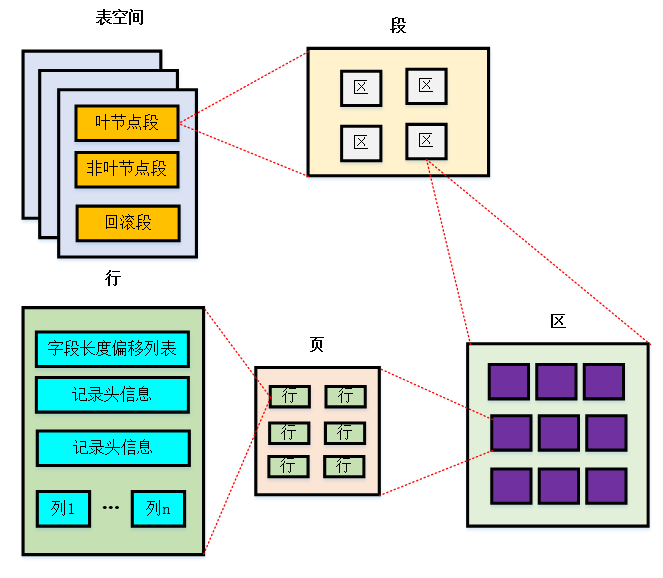 表空间
叶节点段
非叶节点段
回滚段
段
区
区
区
区
区
页
行
行
行
行
行
行
行
字段长度偏移列表
记录头信息
记录头信息
列1 ... 列n